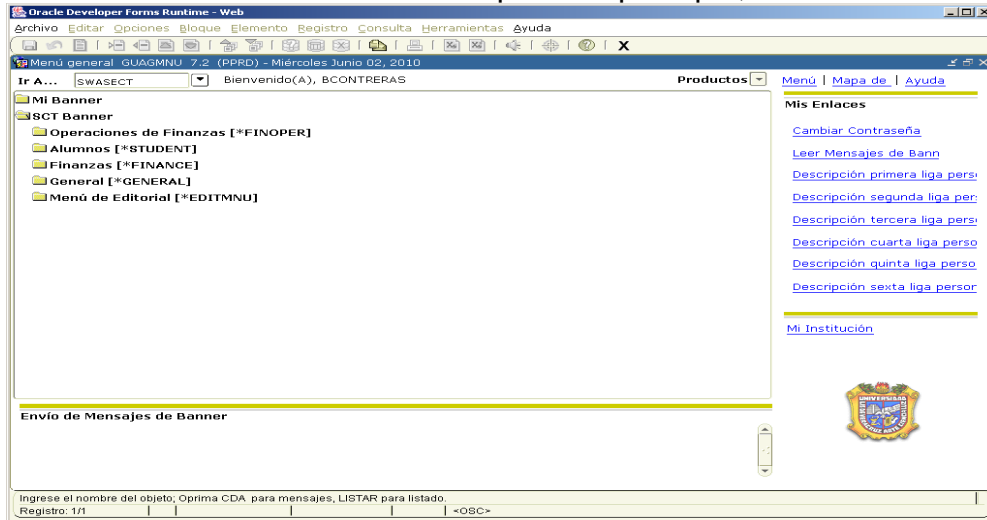 Oracle Developer Forms Runtime - Web
Archivo Editar Opciones Bloque Elemento Registro Consulta Herramientas Ayuda
Menú general GUAGMNU 7.2 (PPRD) - Miércoles Junio 02, 2010
Ir A... SWASECT Bienvenido(A), BCONTRERAS Productos Menú | Mapa de | Ayuda
Mi Banner
SCT Banner
Operaciones de Finanzas [*FINOPER]
Alumnos [*STUDENT]
Finanzas [*FINANCE]
General [*GENERAL]
Menú de Editorial [*EDITMNU]
Mis Enlaces
Cambiar Contraseña
Leer Mensajes de Bann
Descripción primera liga pers
Descripción segunda liga per
Descripción tercera liga pers
Descripción cuarta liga perso
Descripción quinta liga perso
Descripción sexta liga person
Mi Institución
UNIVERSIDAD
Envío de Mensajes de Banner
Ingrese el nombre del objeto; Oprima CDA para mensajes, LISTAR para listado.
Registro: 1/1 <OSC>